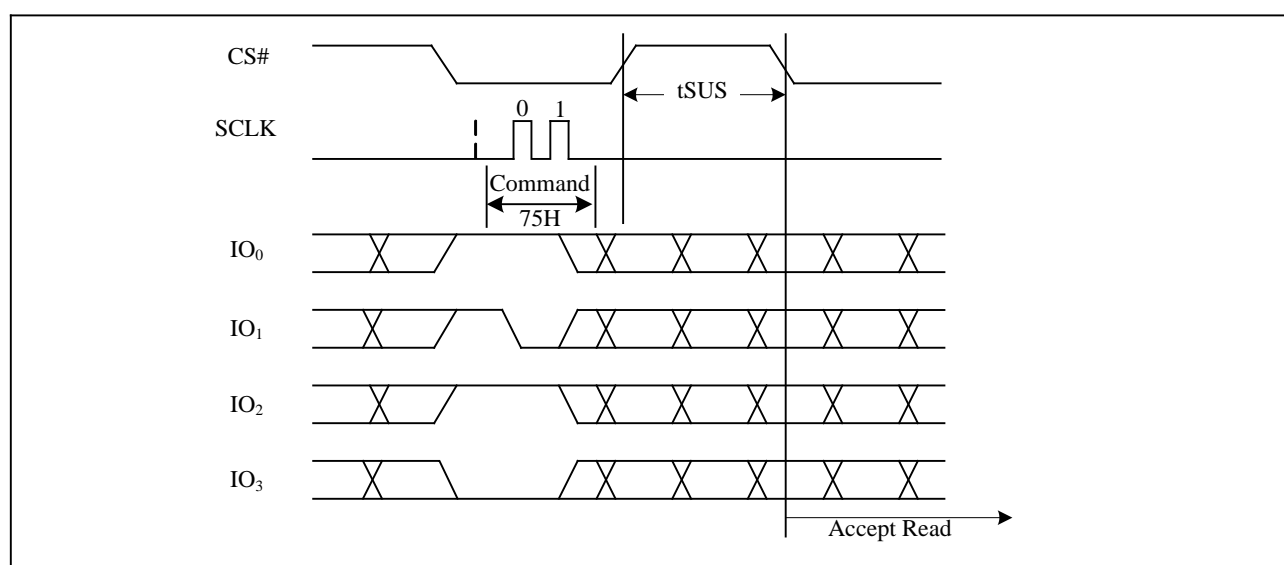 CS#
tSUS
0 1
SCLK
Command
75H
IO₀
IO₁
IO₂
IO₃
Accept Read